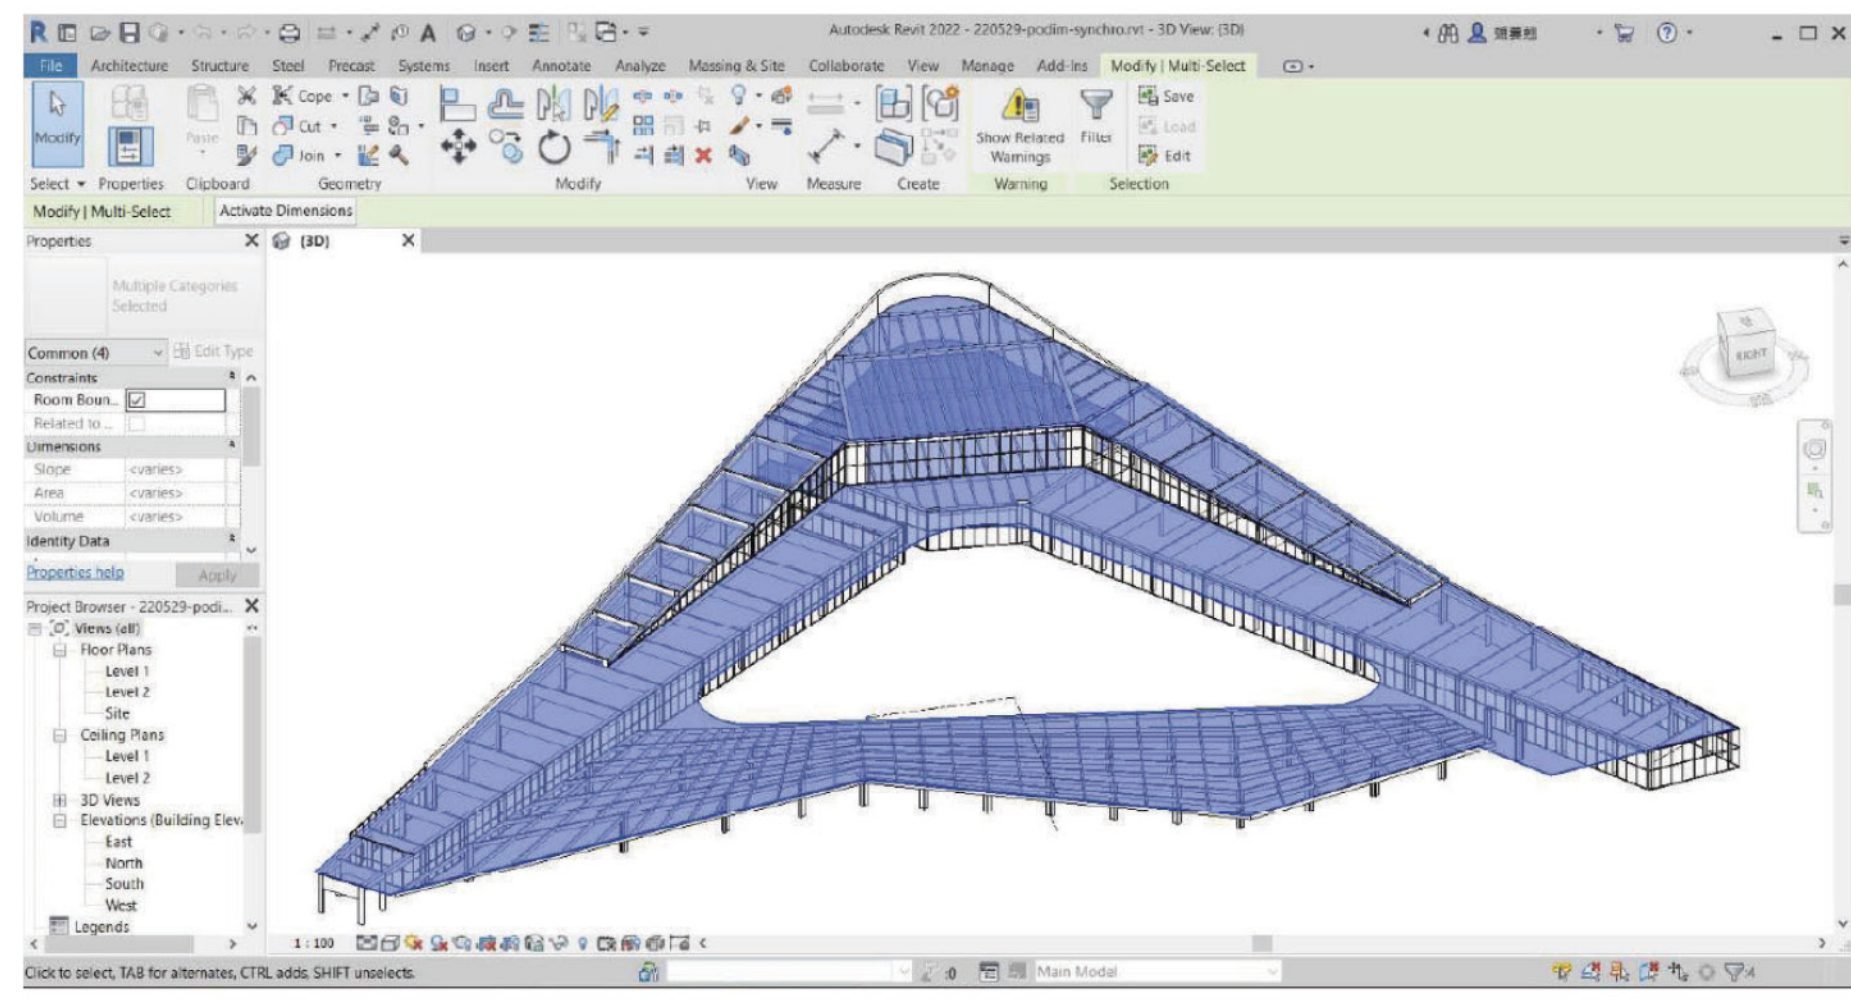 Autodesk Revit 2022 - 220529-podim-synchro.rvt - 3D View: {3D}
File Architecture Structure Steel Precast Systems Insert Annotate Analyze Massing & Site Collaborate View Manage Add-Ins Modify | Multi-Select
Modify
Paste
Cope
Cut
Join
Show Related
Warnings
Filter
Save
Load
Edit
Select Properties Clipboard Geometry Modify View Measure Create Warning Selection
Modify | Multi-Select Activate Dimensions
Properties
{3D}
Multiple Categories
Selected
Common (4) Edit Type
Constraints
Room Boun...
Related to ...
Dimensions
Slope <varies>
Area <varies>
Volume <varies>
Identity Data
Properties help Apply
Project Browser - 220529-podi...
Views (all)
Floor Plans
Level 1
Level 2
Site
Ceiling Plans
Level 1
Level 2
3D Views
Elevations (Building Elev
East
North
South
West
Legends
RIGHT
1 : 100
Click to select, TAB for alternates, CTRL adds, SHIFT unselects.
:0
Main Model
:4